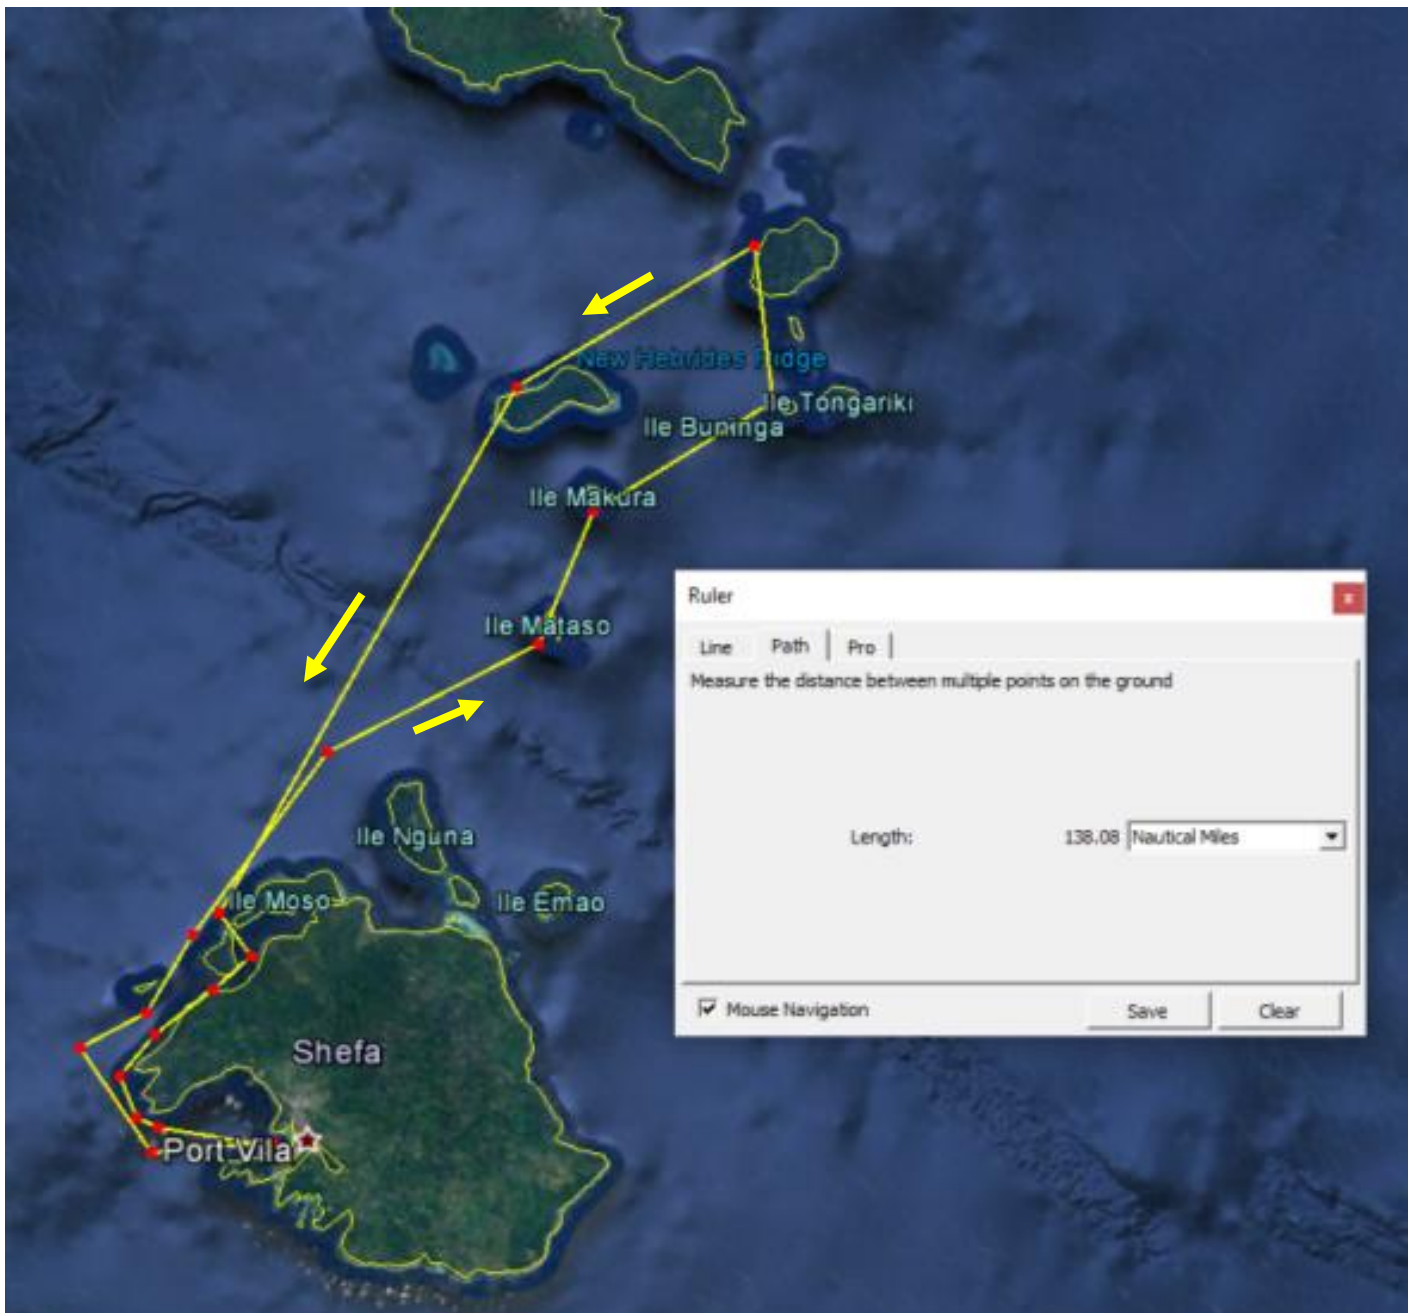 New Hebrides Ridge
Ile Tongariki
Ile Buninga
Ile Makura
Ile Mataso
Ile Nguna
Ile Moso
Ile Emao
Shefa
Port Vila
Ruler
x
Line Path Pro
Measure the distance between multiple points on the ground
Length: 138.08 Nautical Miles
Mouse Navigation Save Clear